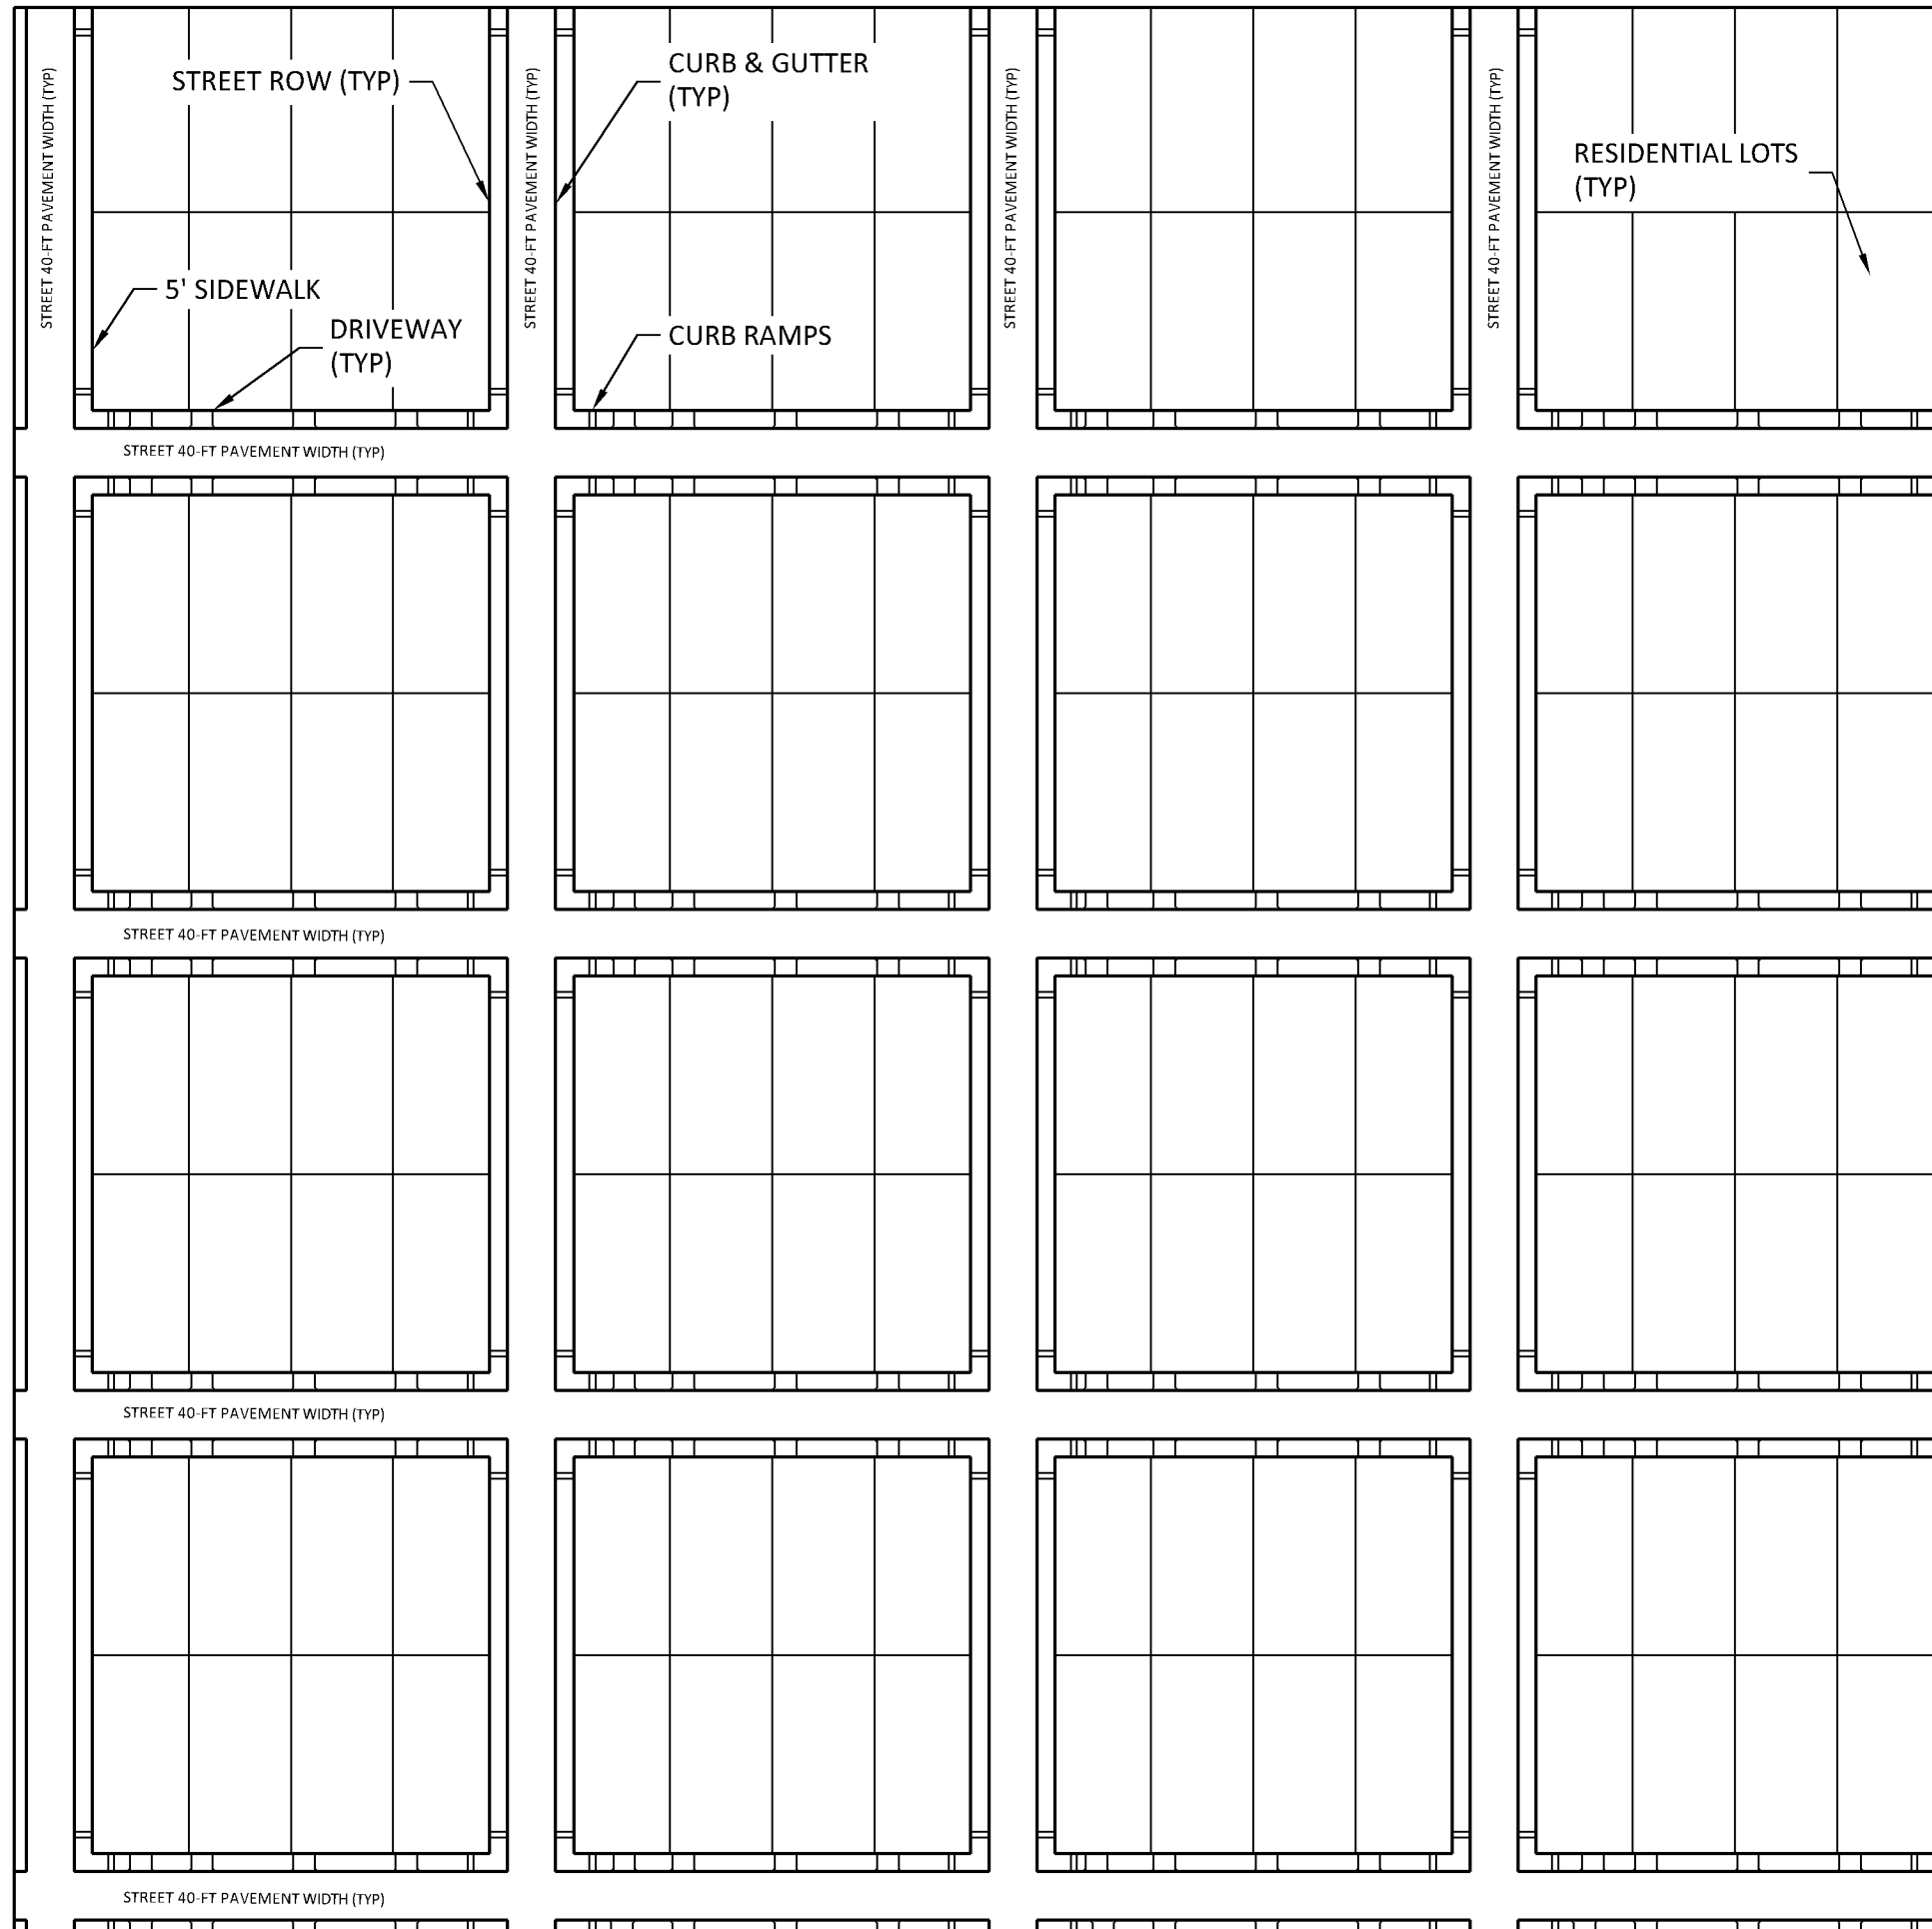 STREET ROW (TYP)
CURB & GUTTER
(TYP)
RESIDENTIAL LOTS
(TYP)
STREET 40-FT PAVEMENT WIDTH (TYP)
STREET 40-FT PAVEMENT WIDTH (TYP)
STREET 40-FT PAVEMENT WIDTH (TYP)
STREET 40-FT PAVEMENT WIDTH (TYP)
5' SIDEWALK
DRIVEWAY
(TYP)
CURB RAMPS
STREET 40-FT PAVEMENT WIDTH (TYP)
STREET 40-FT PAVEMENT WIDTH (TYP)
STREET 40-FT PAVEMENT WIDTH (TYP)
STREET 40-FT PAVEMENT WIDTH (TYP)